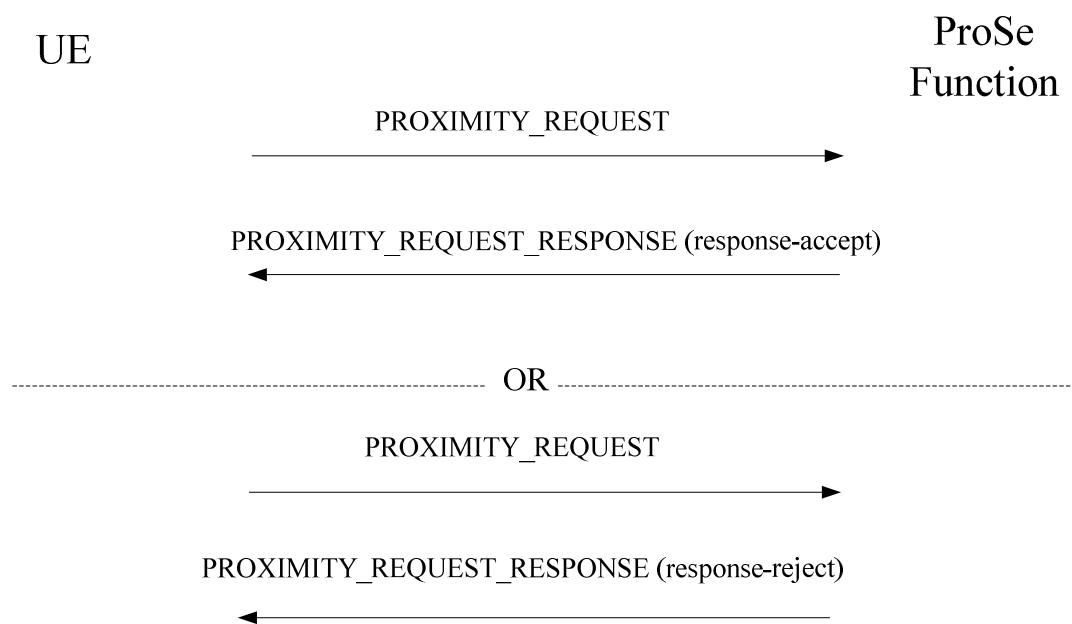 UE
ProSe
Function
PROXIMITY_REQUEST
PROXIMITY_REQUEST_RESPONSE (response-accept)
OR
PROXIMITY_REQUEST
PROXIMITY_REQUEST_RESPONSE (response-reject)